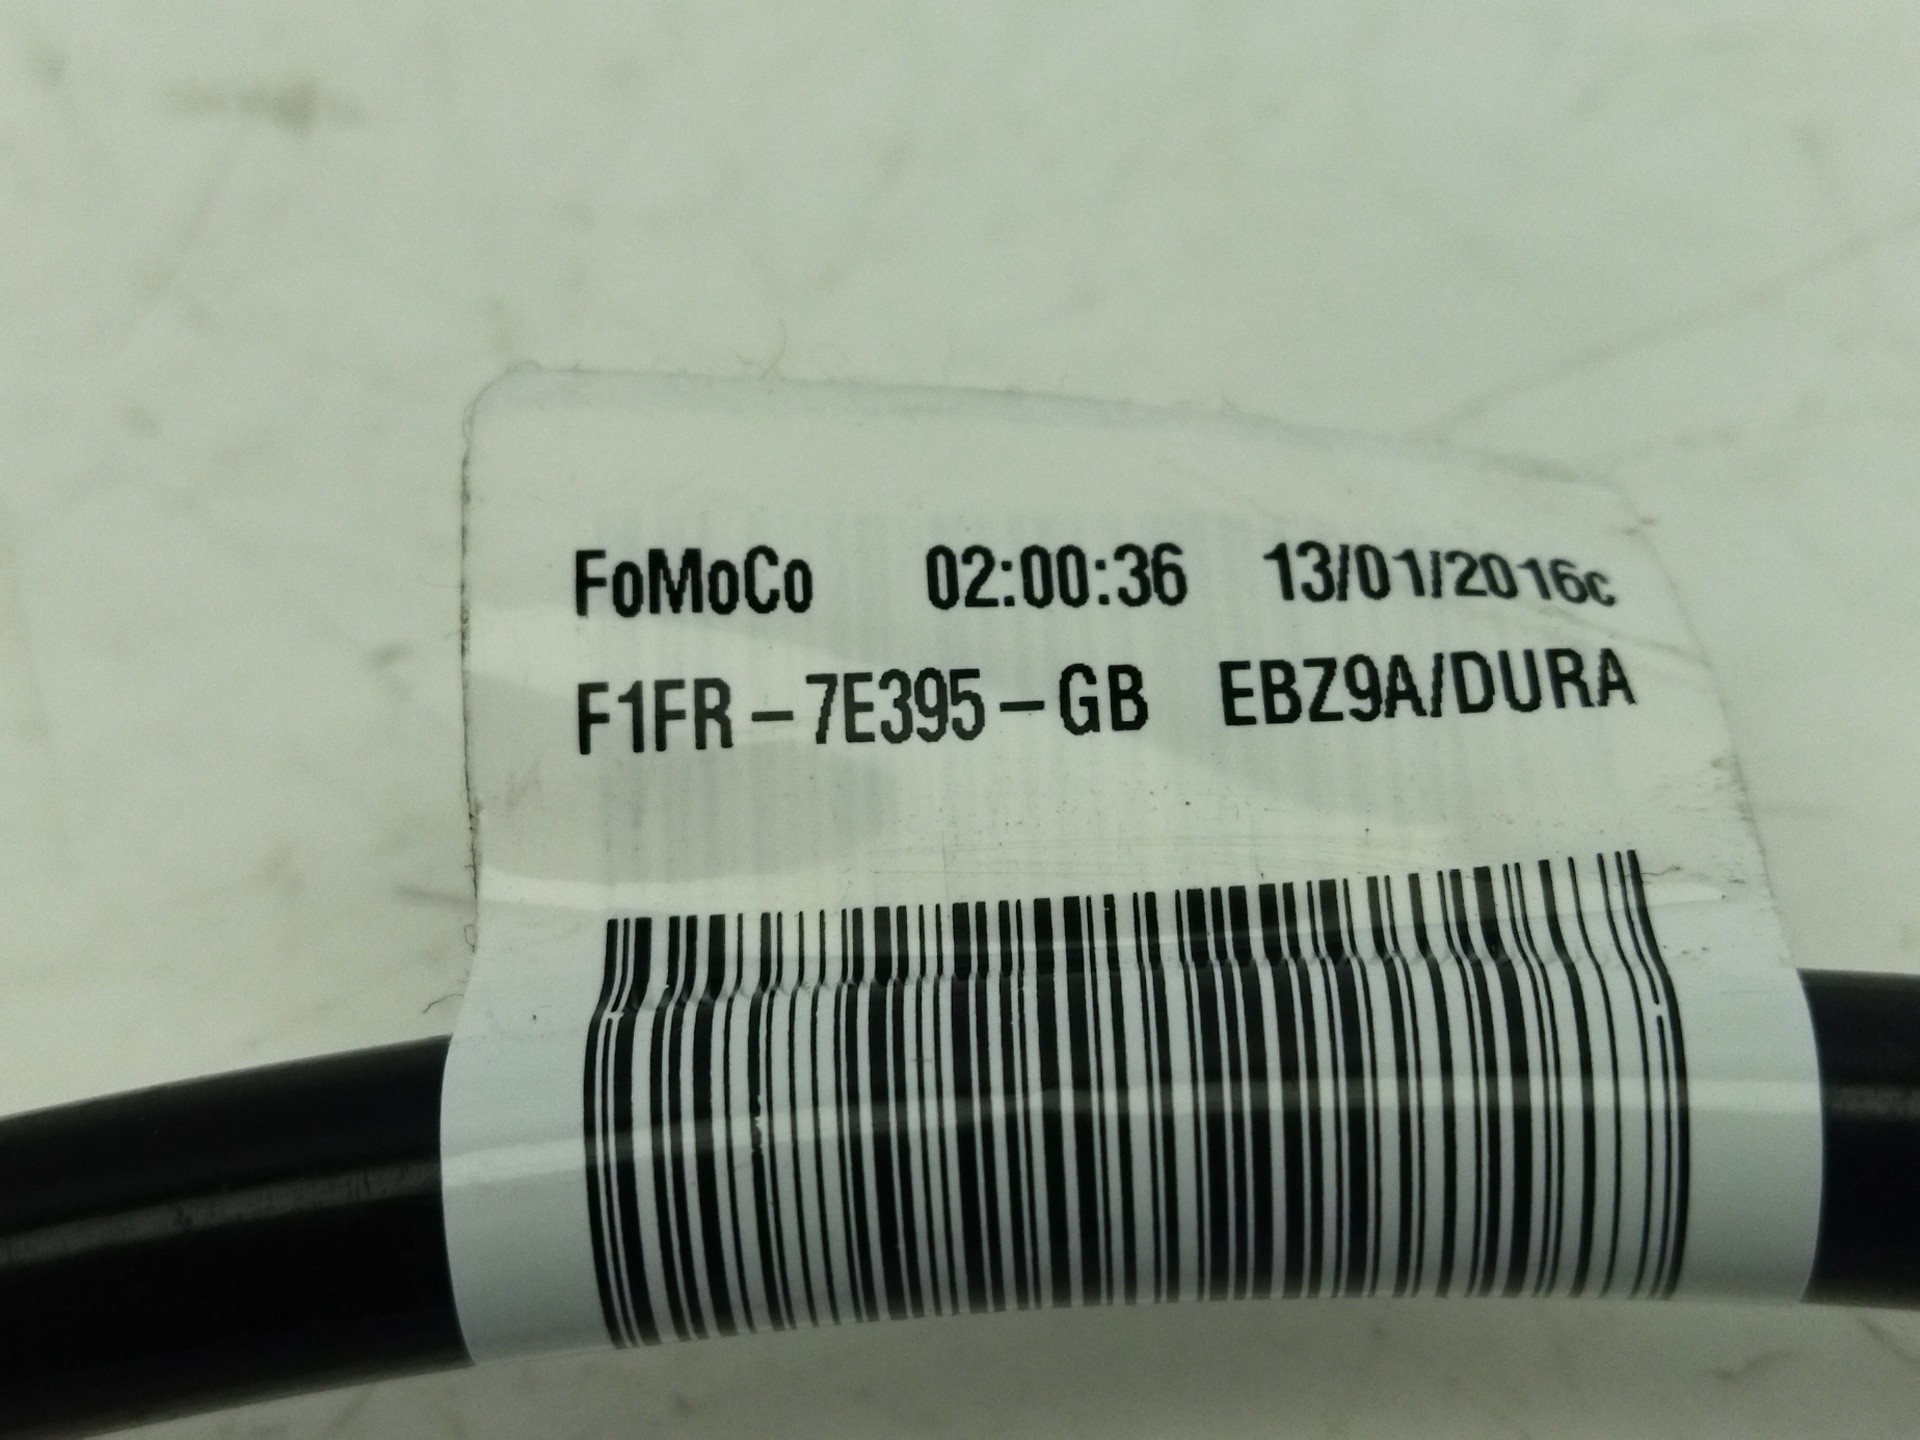 FoMoCo 02:00:36 13/01/2016c
F1FR-7E395-GB EBZ9A/DURA